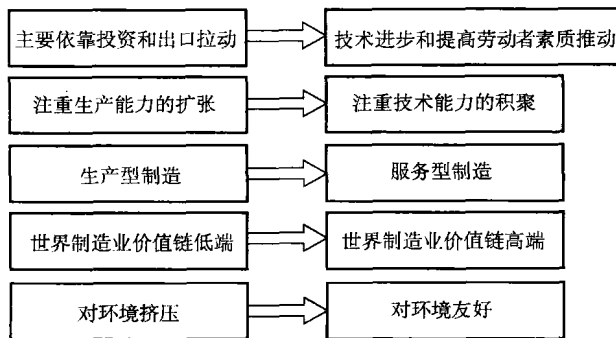 主要依靠投资和出口拉动
技术进步和提高劳动者素质推动
注重生产能力的扩张
注重技术能力的积聚
生产型制造
服务型制造
世界制造业价值链低端
世界制造业价值链高端
对环境挤压
对环境友好